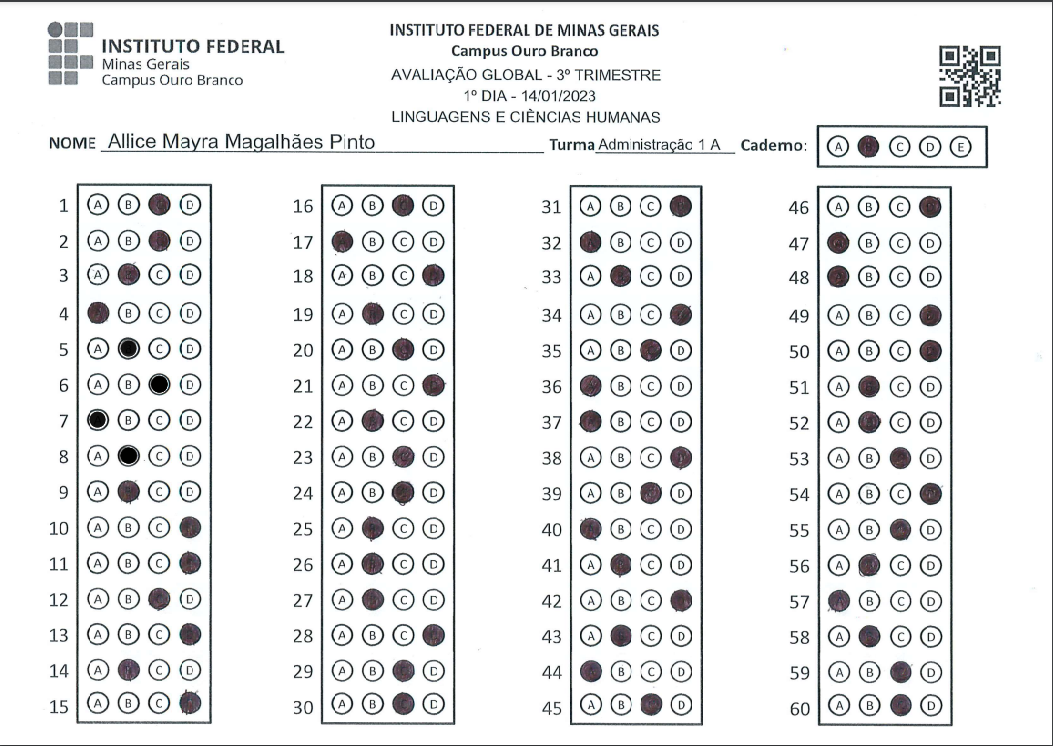 INSTITUTO FEDERAL
Minas Gerais
Campus Ouro Branco
INSTITUTO FEDERAL DE MINAS GERAIS
Campus Ouro Branco
AVALIAÇÃO GLOBAL - 3º TRIMESTRE
1º DIA - 14/01/2023
LINGUAGENS E CIÊNCIAS HUMANAS
NOME Allice Mayra Magalhães Pinto Turma Administração 1 A Caderno: A C D E
1 A B D
2 A B D
3 A C D
4 B C D
5 A C D
6 A B D
7 B C D
8 A C D
9 A C D
10 A B C
11 A B C
12 A B D
13 A B C
14 A C D
15 A B C
16 A B D
17 B C D
18 A B C
19 A C D
20 A B D
21 A B C
22 A C D
23 A B D
24 A B D
25 A C D
26 A C D
27 A C D
28 A B C
29 A B D
30 A B D
31 A B C
32 B C D
33 A C D
34 A B C
35 A B D
36 B C D
37 B C D
38 A B C
39 A B D
40 B C D
41 A C D
42 A B C
43 A C D
44 B C D
45 A B D
46 A B C
47 B C D
48 B C D
49 A B C
50 A B C
51 A C D
52 A C D
53 A B D
54 A B C
55 A B D
56 A C D
57 B C D
58 A C D
59 A B D
60 A B D